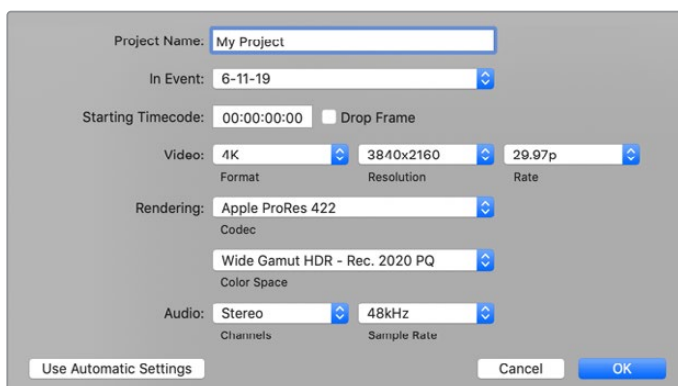 Project Name: My Project
In Event: 6-11-19
Starting Timecode: 00:00:00:00 Drop Frame
Video: 4K 3840x2160 29.97p
Format Resolution Rate
Rendering: Apple ProRes 422
Codec
Wide Gamut HDR - Rec. 2020 PQ
Color Space
Audio: Stereo 48kHz
Channels Sample Rate
Use Automatic Settings Cancel OK